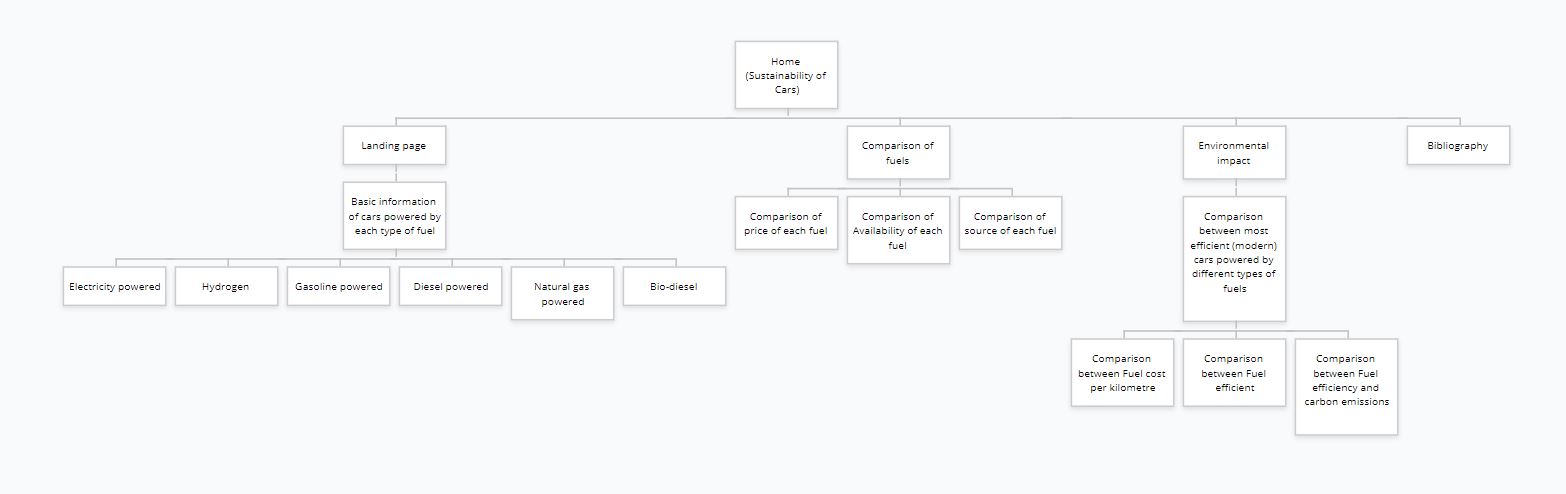 Home
(Sustainability of
Cars)
Landing page
Comparison of
fuels
Environmental
impact
Bibliography
Basic information
of cars powered by
each type of fuel
Comparison of
price of each fuel
Comparison of
Availability of each
fuel
Comparison of
source of each fuel
Comparison
between most
efficient (modern)
cars powered by
different types of
fuels
Electricity powered
Hydrogen
Gasoline powered
Diesel powered
Natural gas
powered
Bio-diesel
Comparison
between Fuel cost
per kilometre
Comparison
between Fuel
efficient
Comparison
between Fuel
efficiency and
carbon emissions